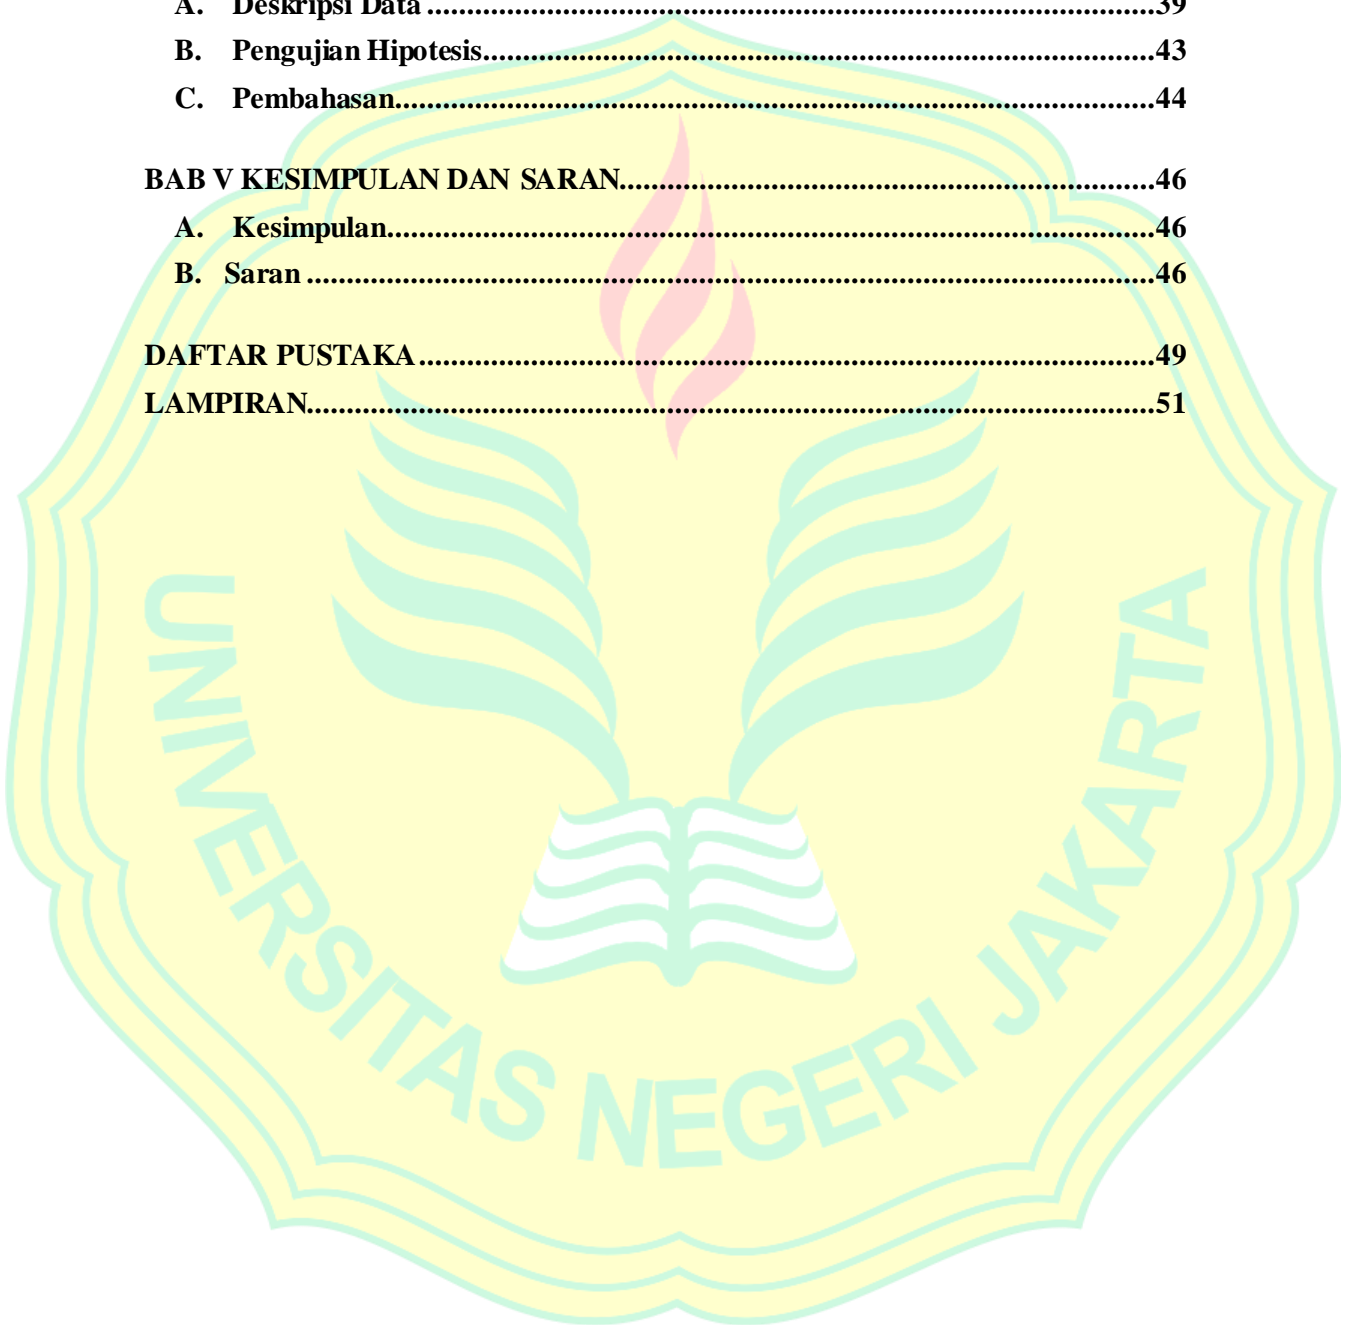 A. Deskripsi Data ........................................................................................... 39
B. Pengujian Hipotesis.................................................................................... 43
C. Pembahasan............................................................................................... 44
BAB V KESIMPULAN DAN SARAN................................................................... 46
A. Kesimpulan................................................................................................ 46
B. Saran .......................................................................................................... 46
DAFTAR PUSTAKA ............................................................................................ 49
LAMPIRAN.......................................................................................................... 51
UNIVERSITAS NEGERI JAKARTA